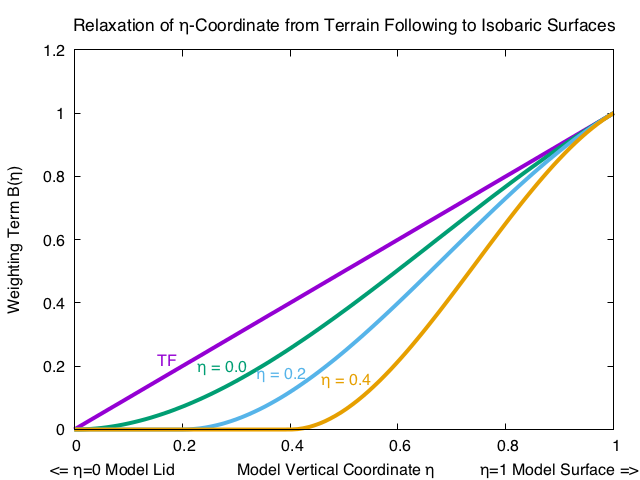 Relaxation of η-Coordinate from Terrain Following to Isobaric Surfaces
1.2
1
0.8
0.6
0.4
0.2
0
Weighting Term B(η)
TF
η = 0.0
η = 0.2
η = 0.4
0 0.2 0.4 0.6 0.8 1
<= η=0 Model Lid Model Vertical Coordinate η η=1 Model Surface =>